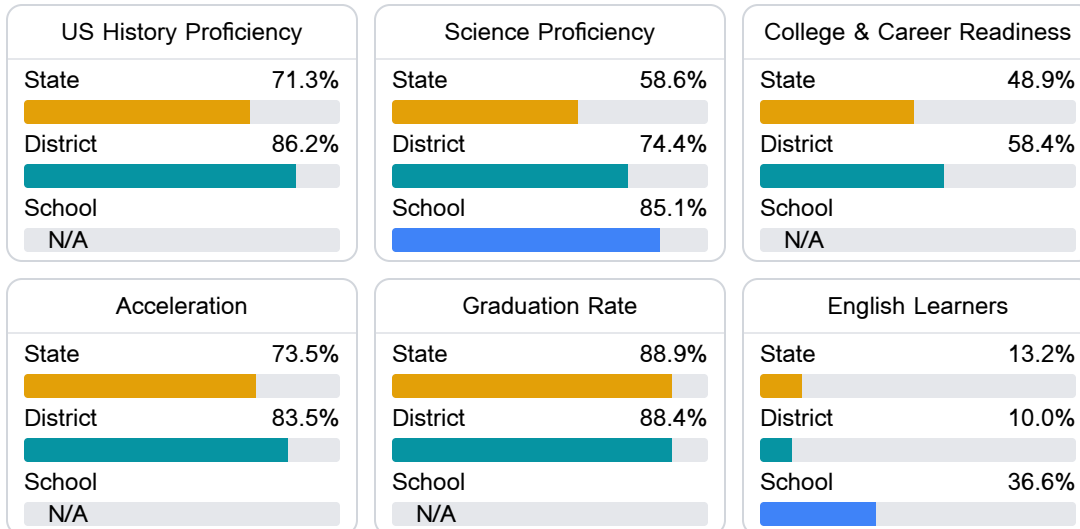 US History Proficiency
State 71.3%
District 86.2%
School
N/A
Science Proficiency
State 58.6%
District 74.4%
School 85.1%
College & Career Readiness
State 48.9%
District 58.4%
School
N/A
Acceleration
State 73.5%
District 83.5%
School
N/A
Graduation Rate
State 88.9%
District 88.4%
School
N/A
English Learners
State 13.2%
District 10.0%
School 36.6%